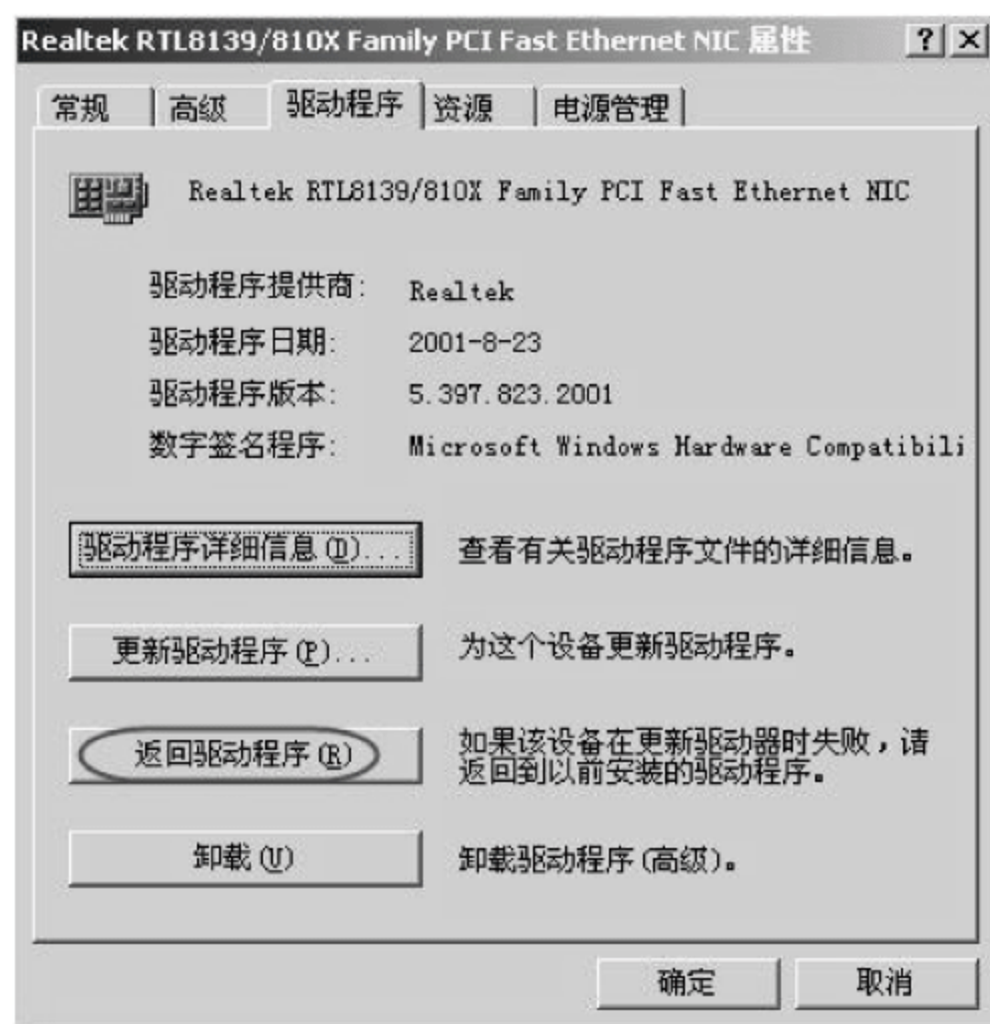 Realtek RTL8139/810X Family PCI Fast Ethernet NIC 属性
常规 高级 驱动程序 资源 电源管理
Realtek RTL8139/810X Family PCI Fast Ethernet NIC
驱动程序提供商: Realtek
驱动程序日期: 2001-8-23
驱动程序版本: 5.397.823.2001
数字签名程序: Microsoft Windows Hardware Compatibili
驱动程序详细信息(D)... 查看有关驱动程序文件的详细信息。
更新驱动程序(P)... 为这个设备更新驱动程序。
返回驱动程序(R) 如果该设备在更新驱动器时失败，请
返回到以前安装的驱动程序。
卸载(U) 卸载驱动程序(高级)。
确定 取消